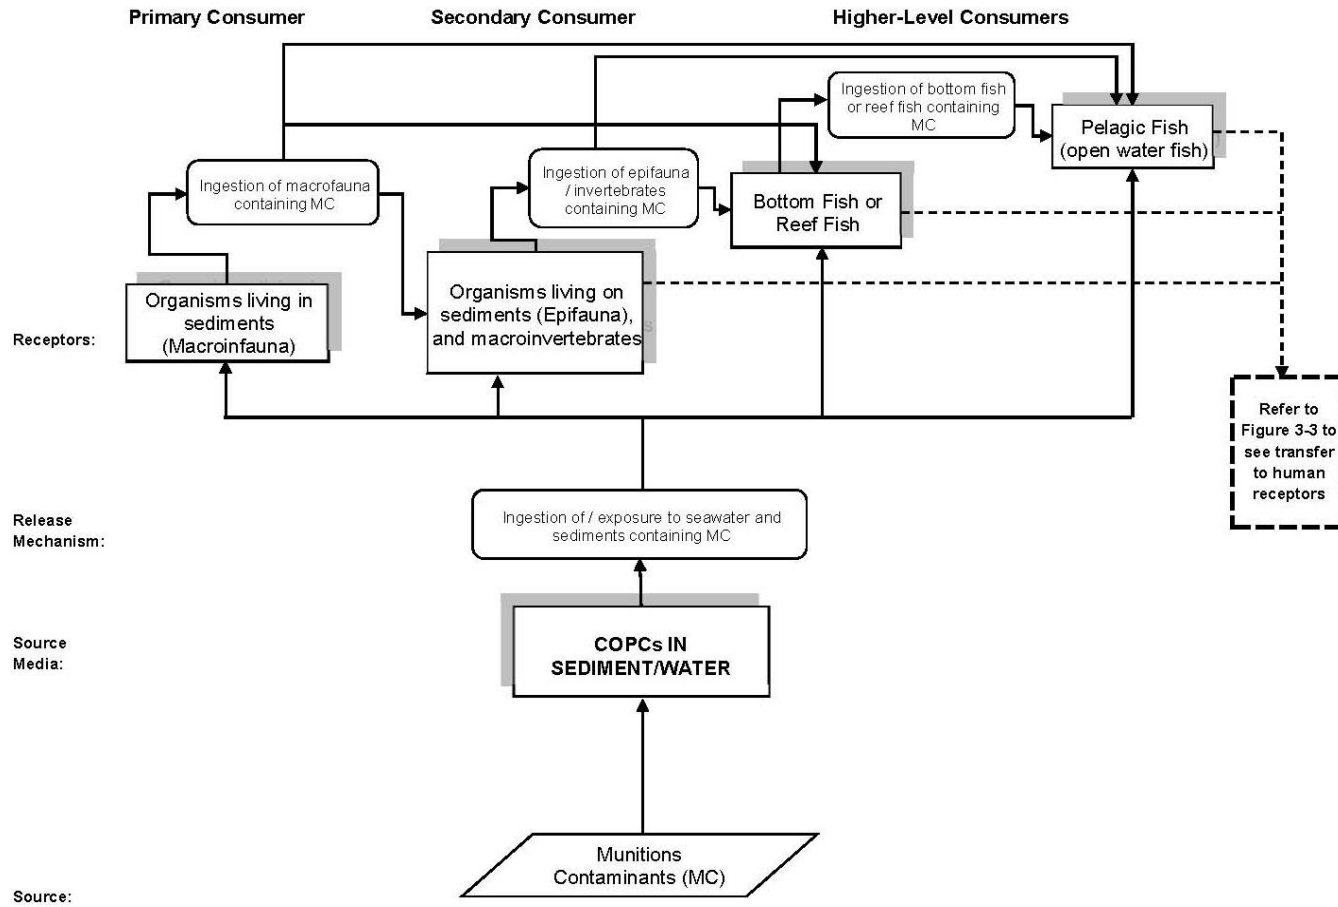 Primary Consumer
Secondary Consumer
Higher-Level Consumers
Ingestion of bottom fish
or reef fish containing
MC
Pelagic Fish
(open water fish)
Ingestion of macrofauna
containing MC
Ingestion of epifauna
/ invertebrates
containing MC
Bottom Fish or
Reef Fish
Organisms living in
sediments
(Macroinfauna)
Organisms living on
sediments (Epifauna),
and macroinvertebrates
Receptors:
Refer to
Figure 3-3 to
see transfer
to human
receptors
Release
Mechanism:
Ingestion of / exposure to seawater and
sediments containing MC
Source
Media:
COPCs IN
SEDIMENT/WATER
Munitions
Contaminants (MC)
Source: